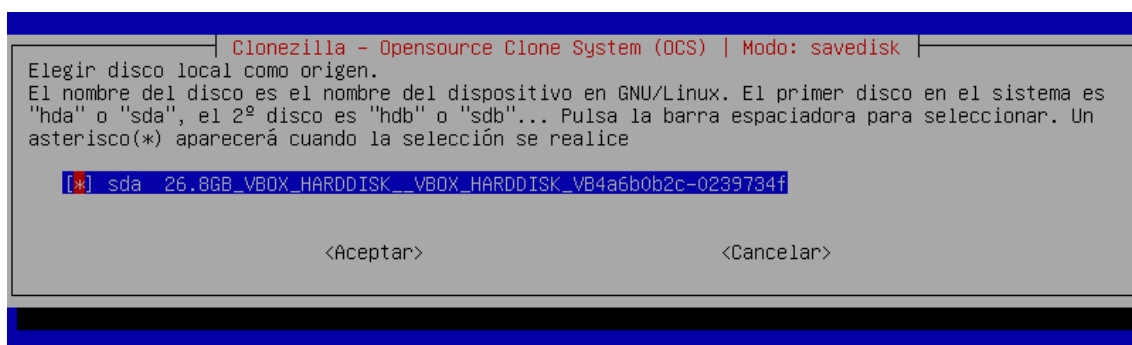 Clonezilla - Opensource Clone System (OCS) | Modo: savedisk
Elegir disco local como origen.
El nombre del disco es el nombre del dispositivo en GNU/Linux. El primer disco en el sistema es
"hda" o "sda", el 2º disco es "hdb" o "sdb"... Pulsa la barra espaciadora para seleccionar. Un
asterisco(*) aparecerá cuando la selección se realice
[*] sda 26.8GB_VBOX_HARDDISK__VBOX_HARDDISK_VB4a6b0b2c-0239734f
<Aceptar> <Cancelar>